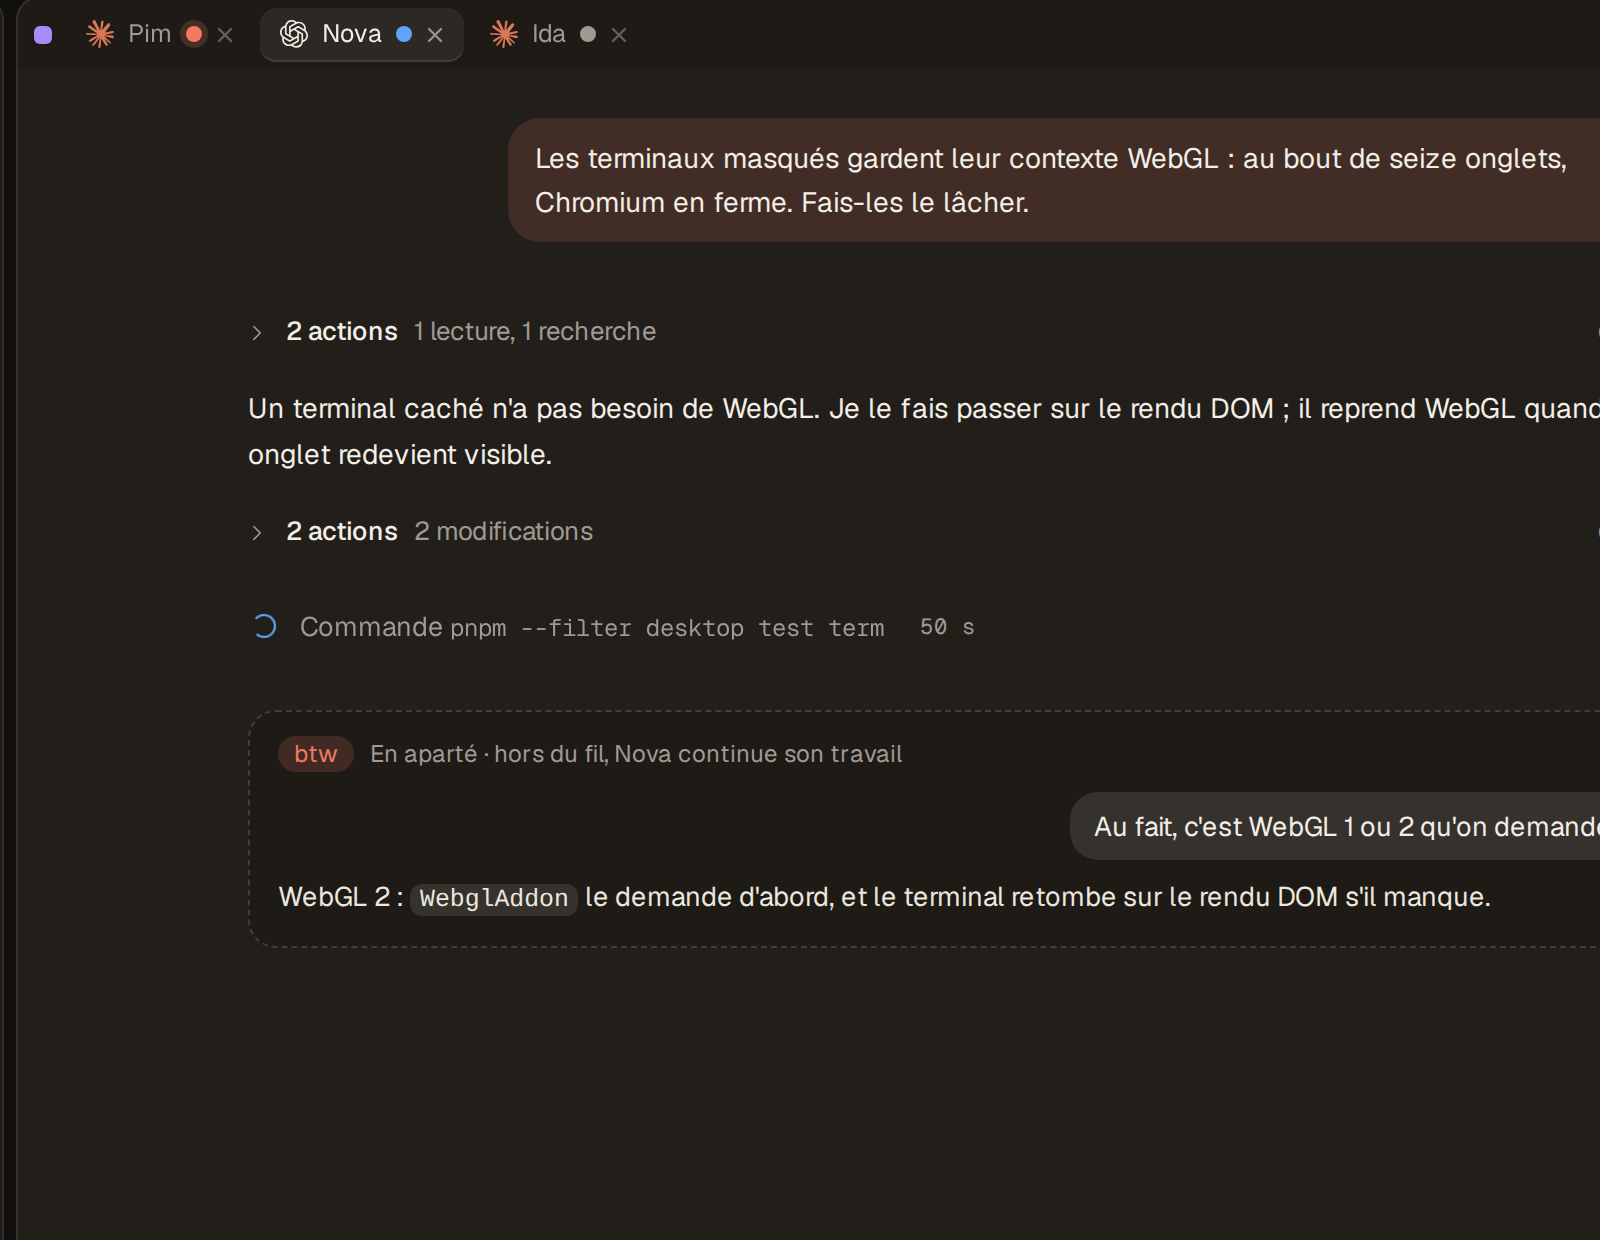 Pim
Nova
Ida
Les terminaux masqués gardent leur contexte WebGL : au bout de seize onglets,
Chromium en ferme. Fais-les le lâcher.
2 actions 1 lecture, 1 recherche
Un terminal caché n'a pas besoin de WebGL. Je le fais passer sur le rendu DOM ; il reprend WebGL quand
onglet redevient visible.
2 actions 2 modifications
Commande pnpm --filter desktop test term 50 s
btw En aparté · hors du fil, Nova continue son travail
Au fait, c'est WebGL 1 ou 2 qu'on demande
WebGL 2 : WebglAddon le demande d'abord, et le terminal retombe sur le rendu DOM s'il manque.